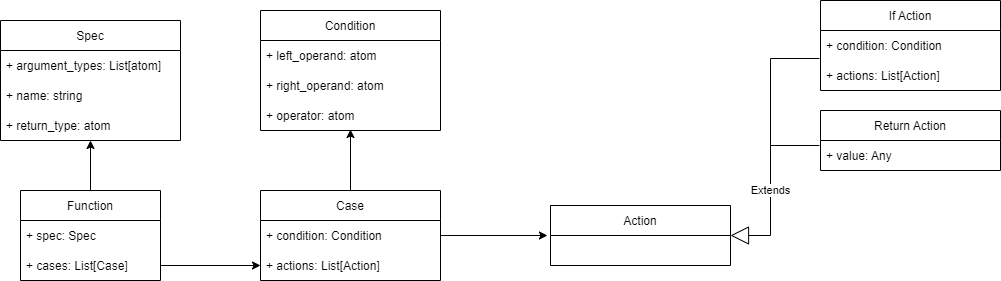 Spec
+ argument_types: List[atom]
+ name: string
+ return_type: atom
Condition
+ left_operand: atom
+ right_operand: atom
+ operator: atom
If Action
+ condition: Condition
+ actions: List[Action]
Return Action
+ value: Any
Extends
Function
+ spec: Spec
+ cases: List[Case]
Case
+ condition: Condition
+ actions: List[Action]
Action